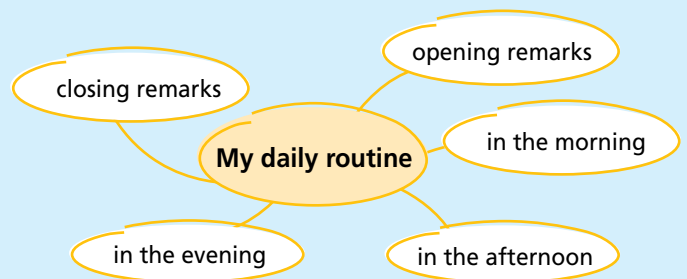 opening remarks
closing remarks
in the morning
My daily routine
in the evening
in the afternoon